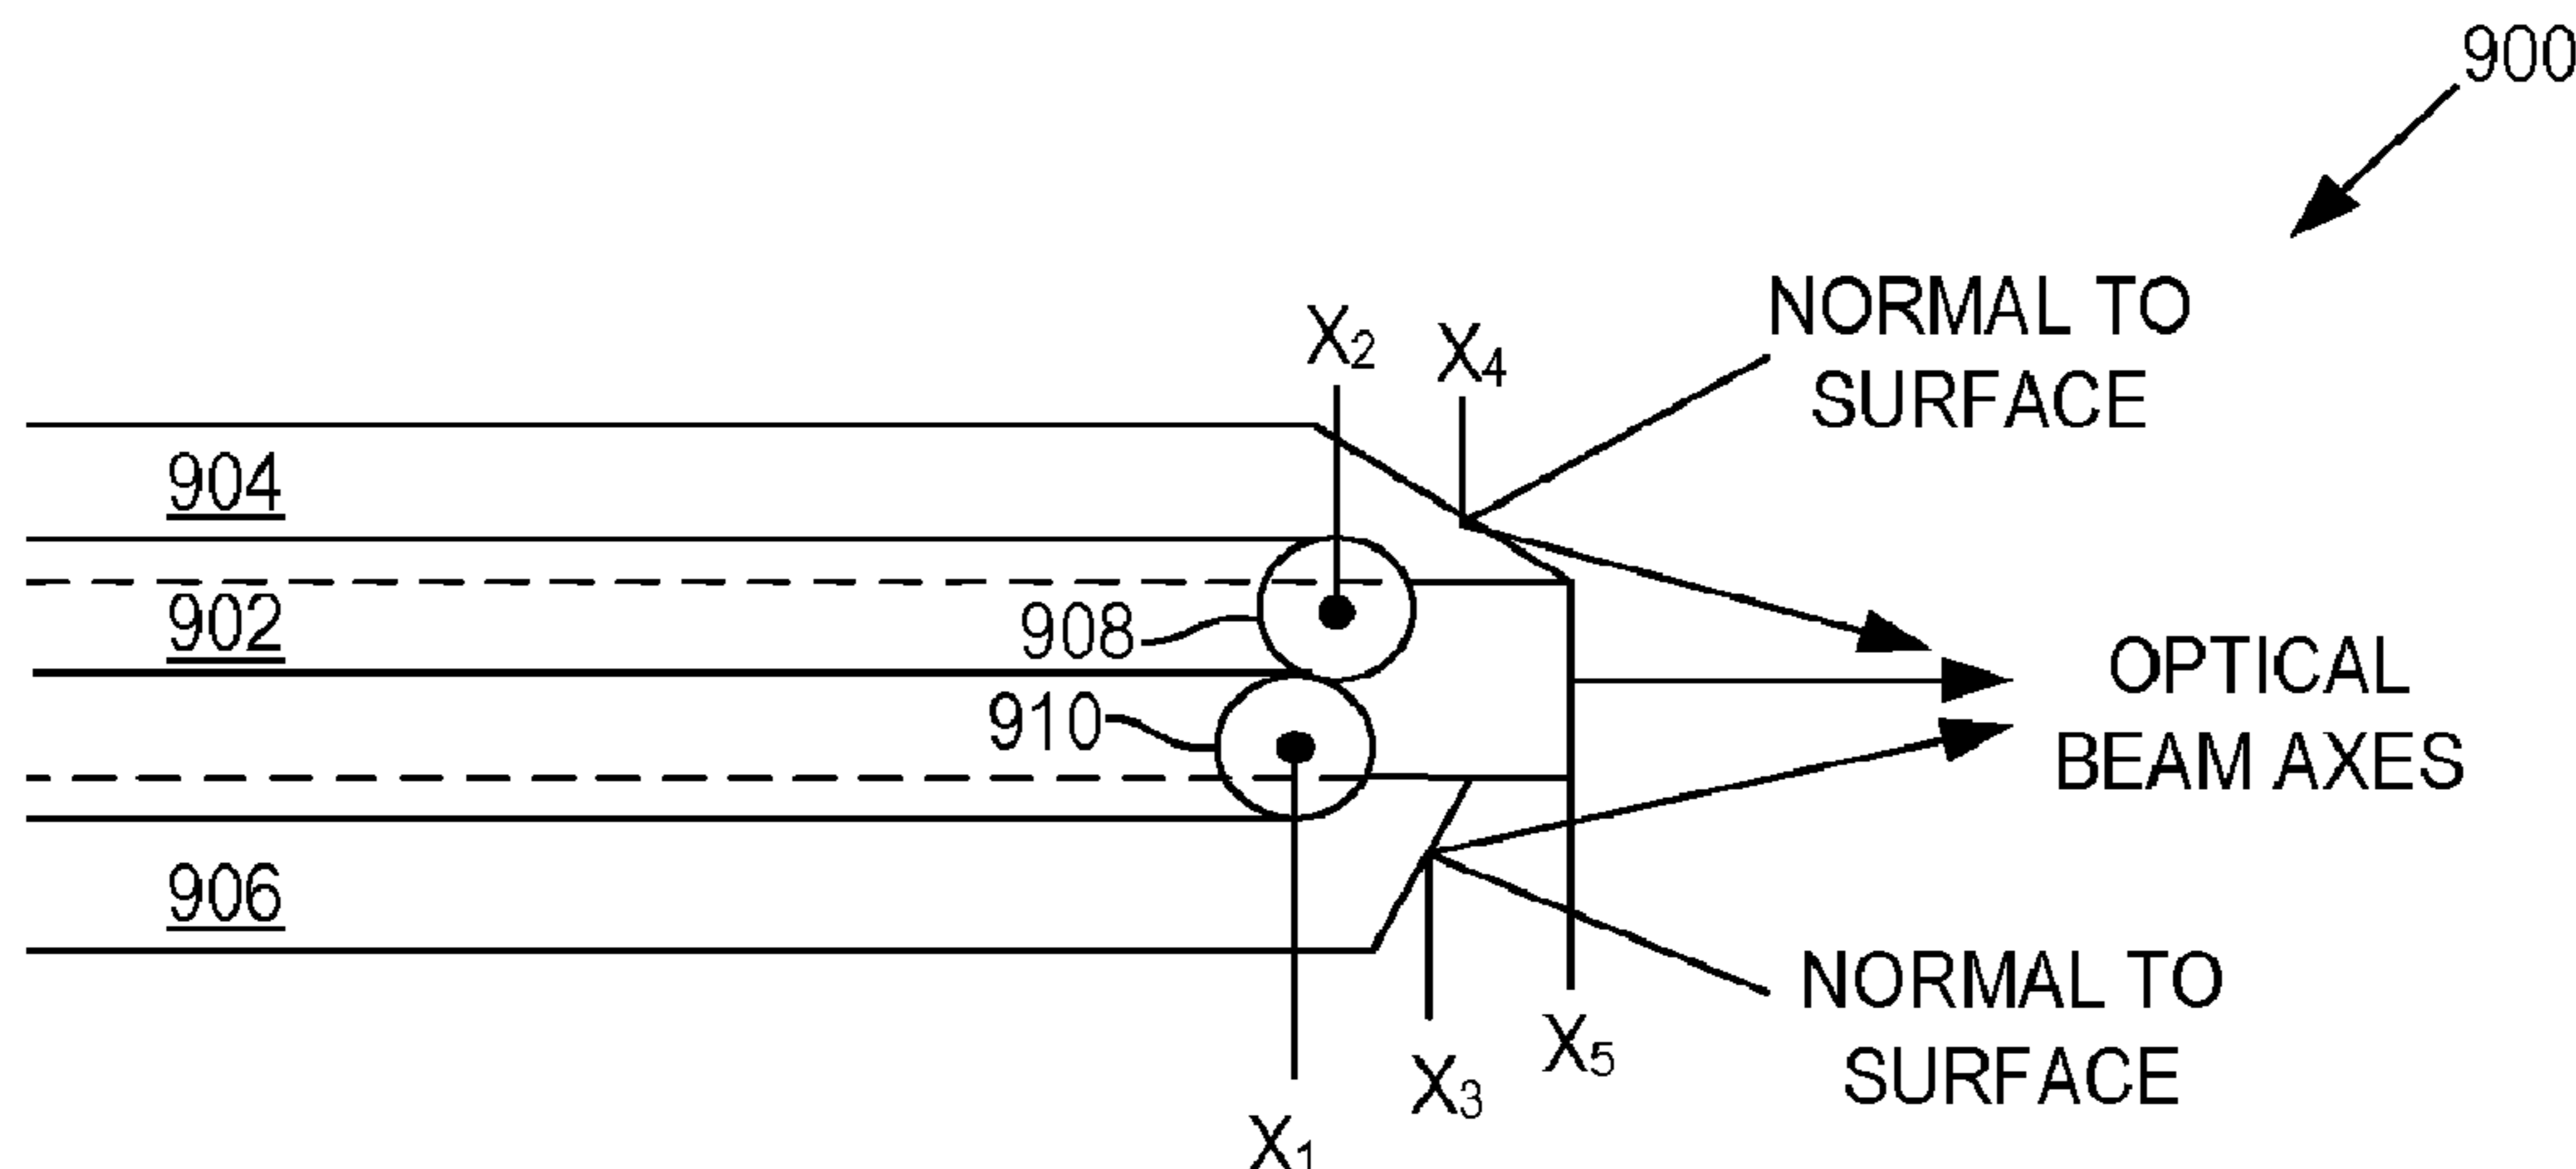 900
NORMAL TO
SURFACE
X2
X4
904
902
908
910
OPTICAL
BEAM AXES
906
NORMAL TO
SURFACE
X5
X3
X1